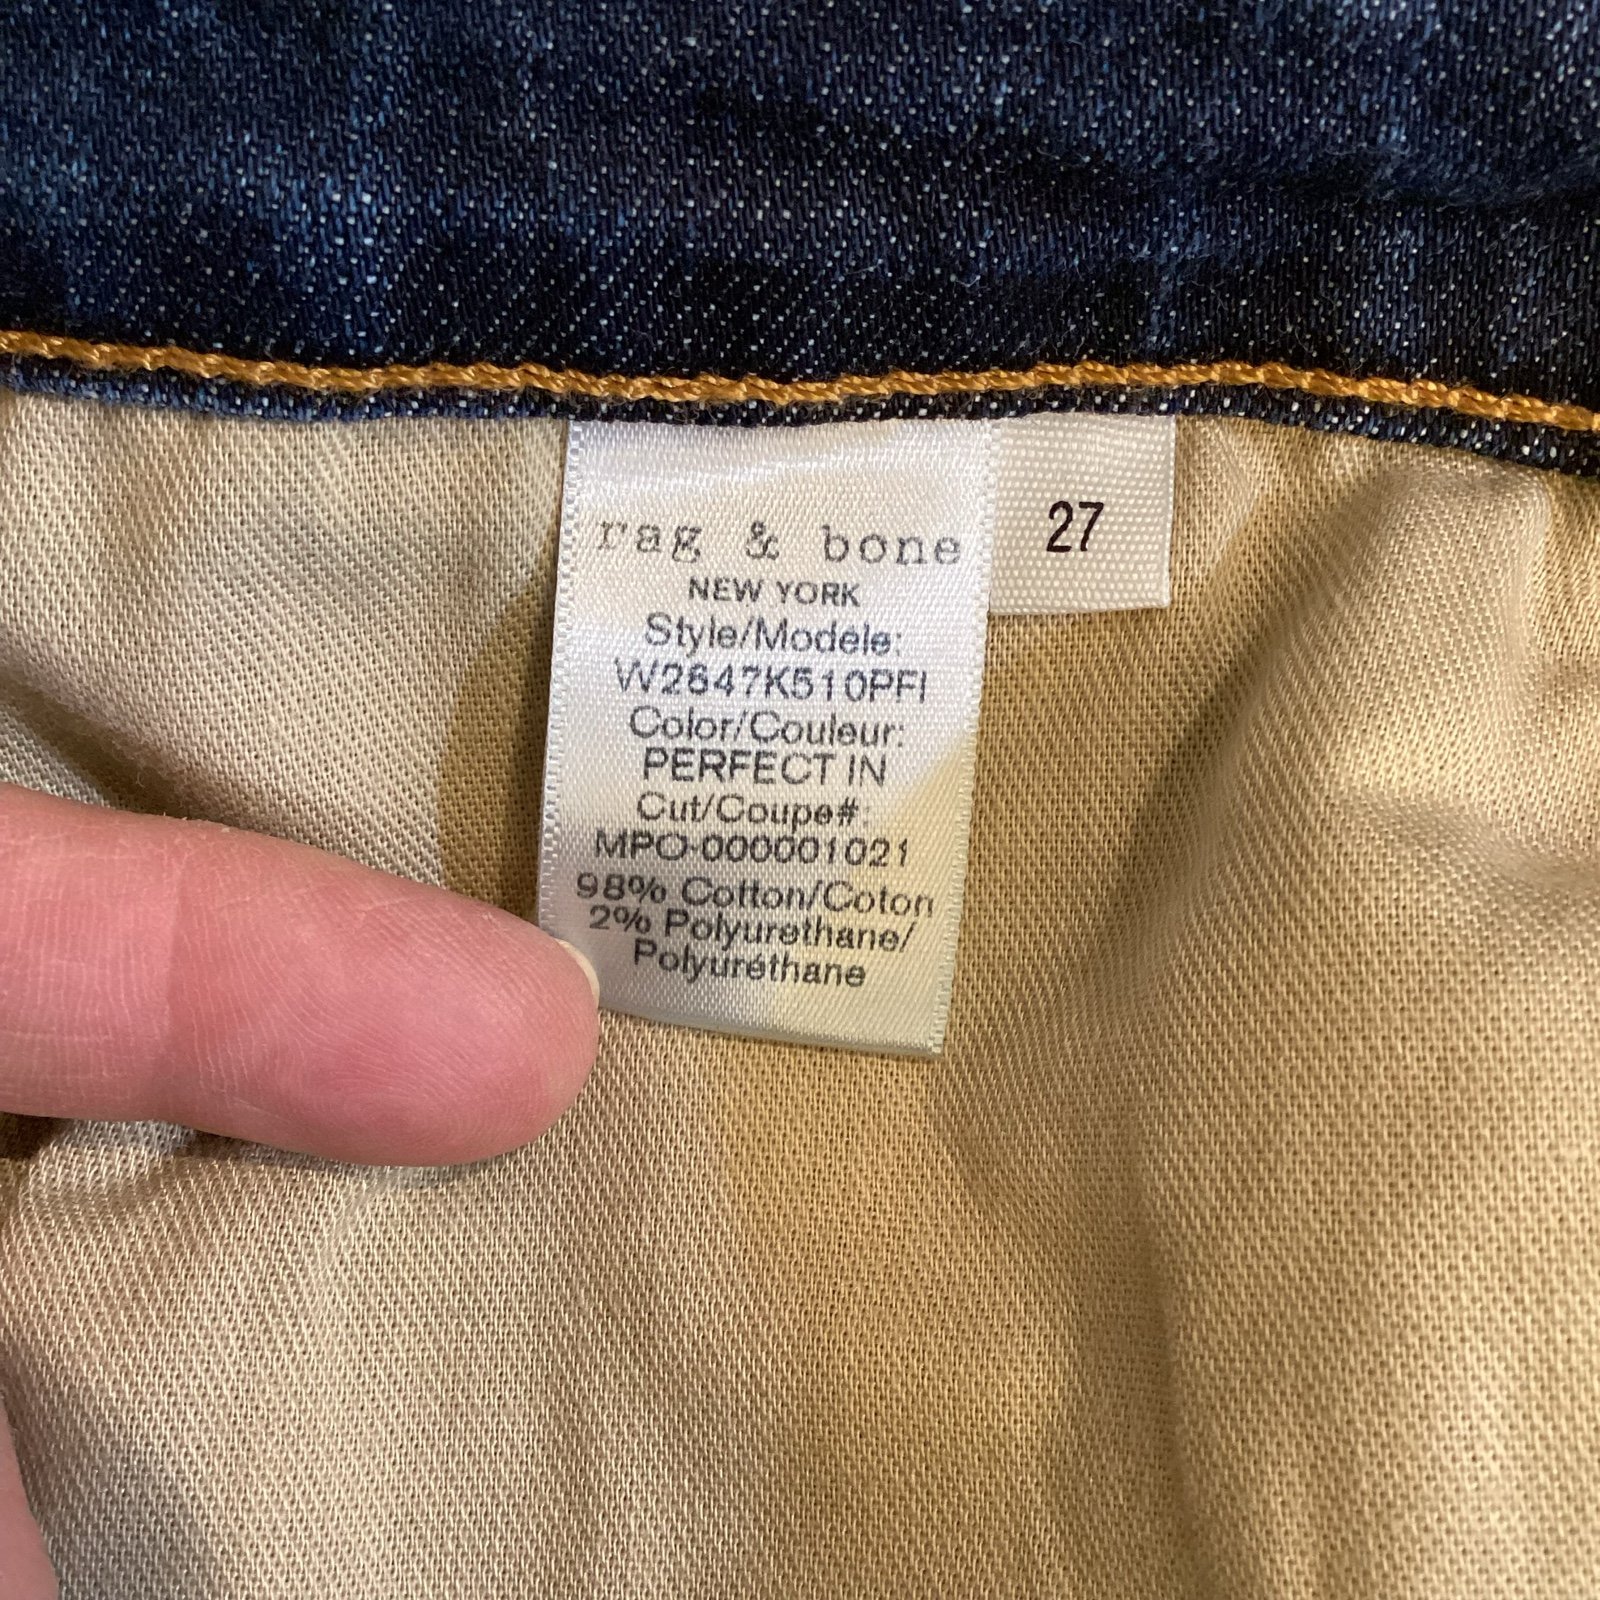 rag & bone
NEW YORK
Style/Modele:
W2647K510PFI
Color/Couleur:
PERFECT IN
Cut/Coupe#:
MPO-000001021
98% Cotton/Coton
2% Polyurethane/
Polyuréthane
27